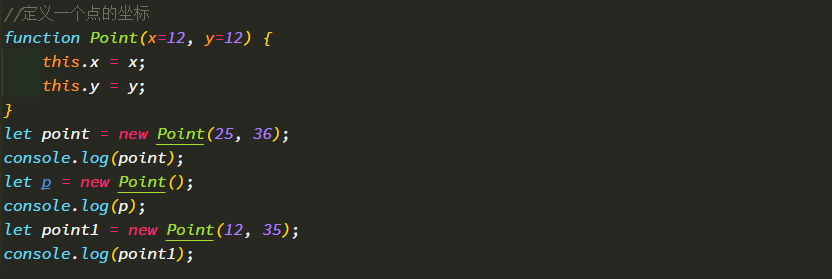 //定义一个点的坐标
function Point(x=12, y=12) {
    this.x = x;
    this.y = y;
}
let point = new Point(25, 36);
console.log(point);
let p = new Point();
console.log(p);
let point1 = new Point(12, 35);
console.log(point1);